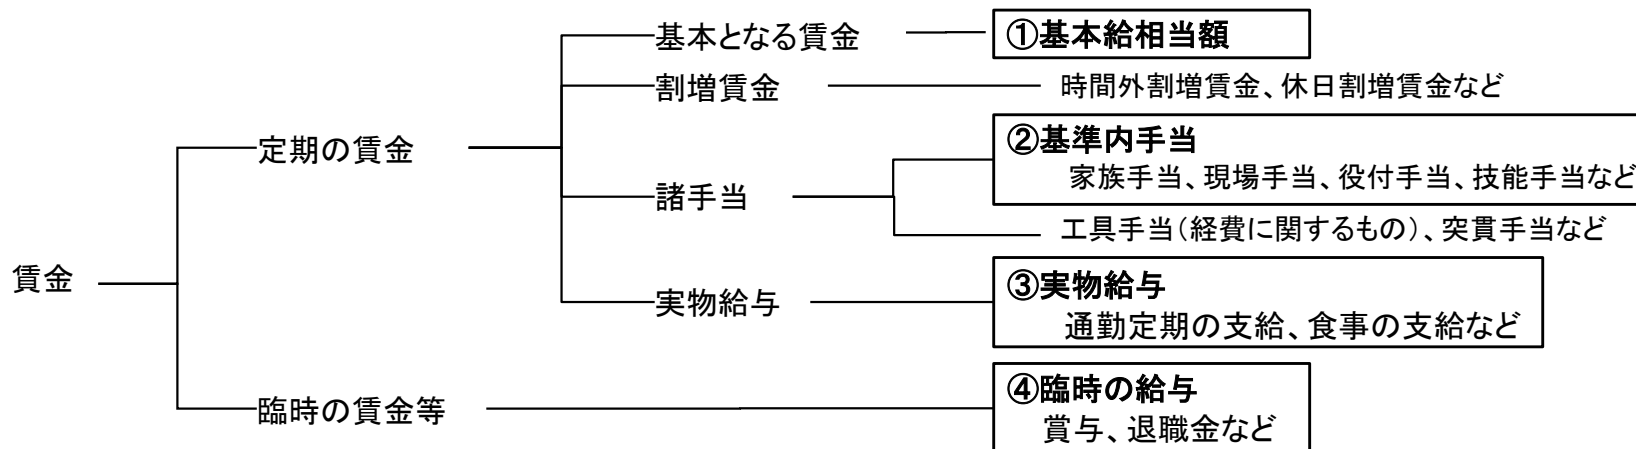 基本となる賃金
①基本給相当額
割増賃金
時間外割増賃金、休日割増賃金など
定期の賃金
②基準内手当
家族手当、現場手当、役付手当、技能手当など
諸手当
工具手当(経費に関するもの)、突貫手当など
賃金
③実物給与
実物給与
通勤定期の支給、食事の支給など
臨時の賃金等
④臨時の給与
賞与、退職金など